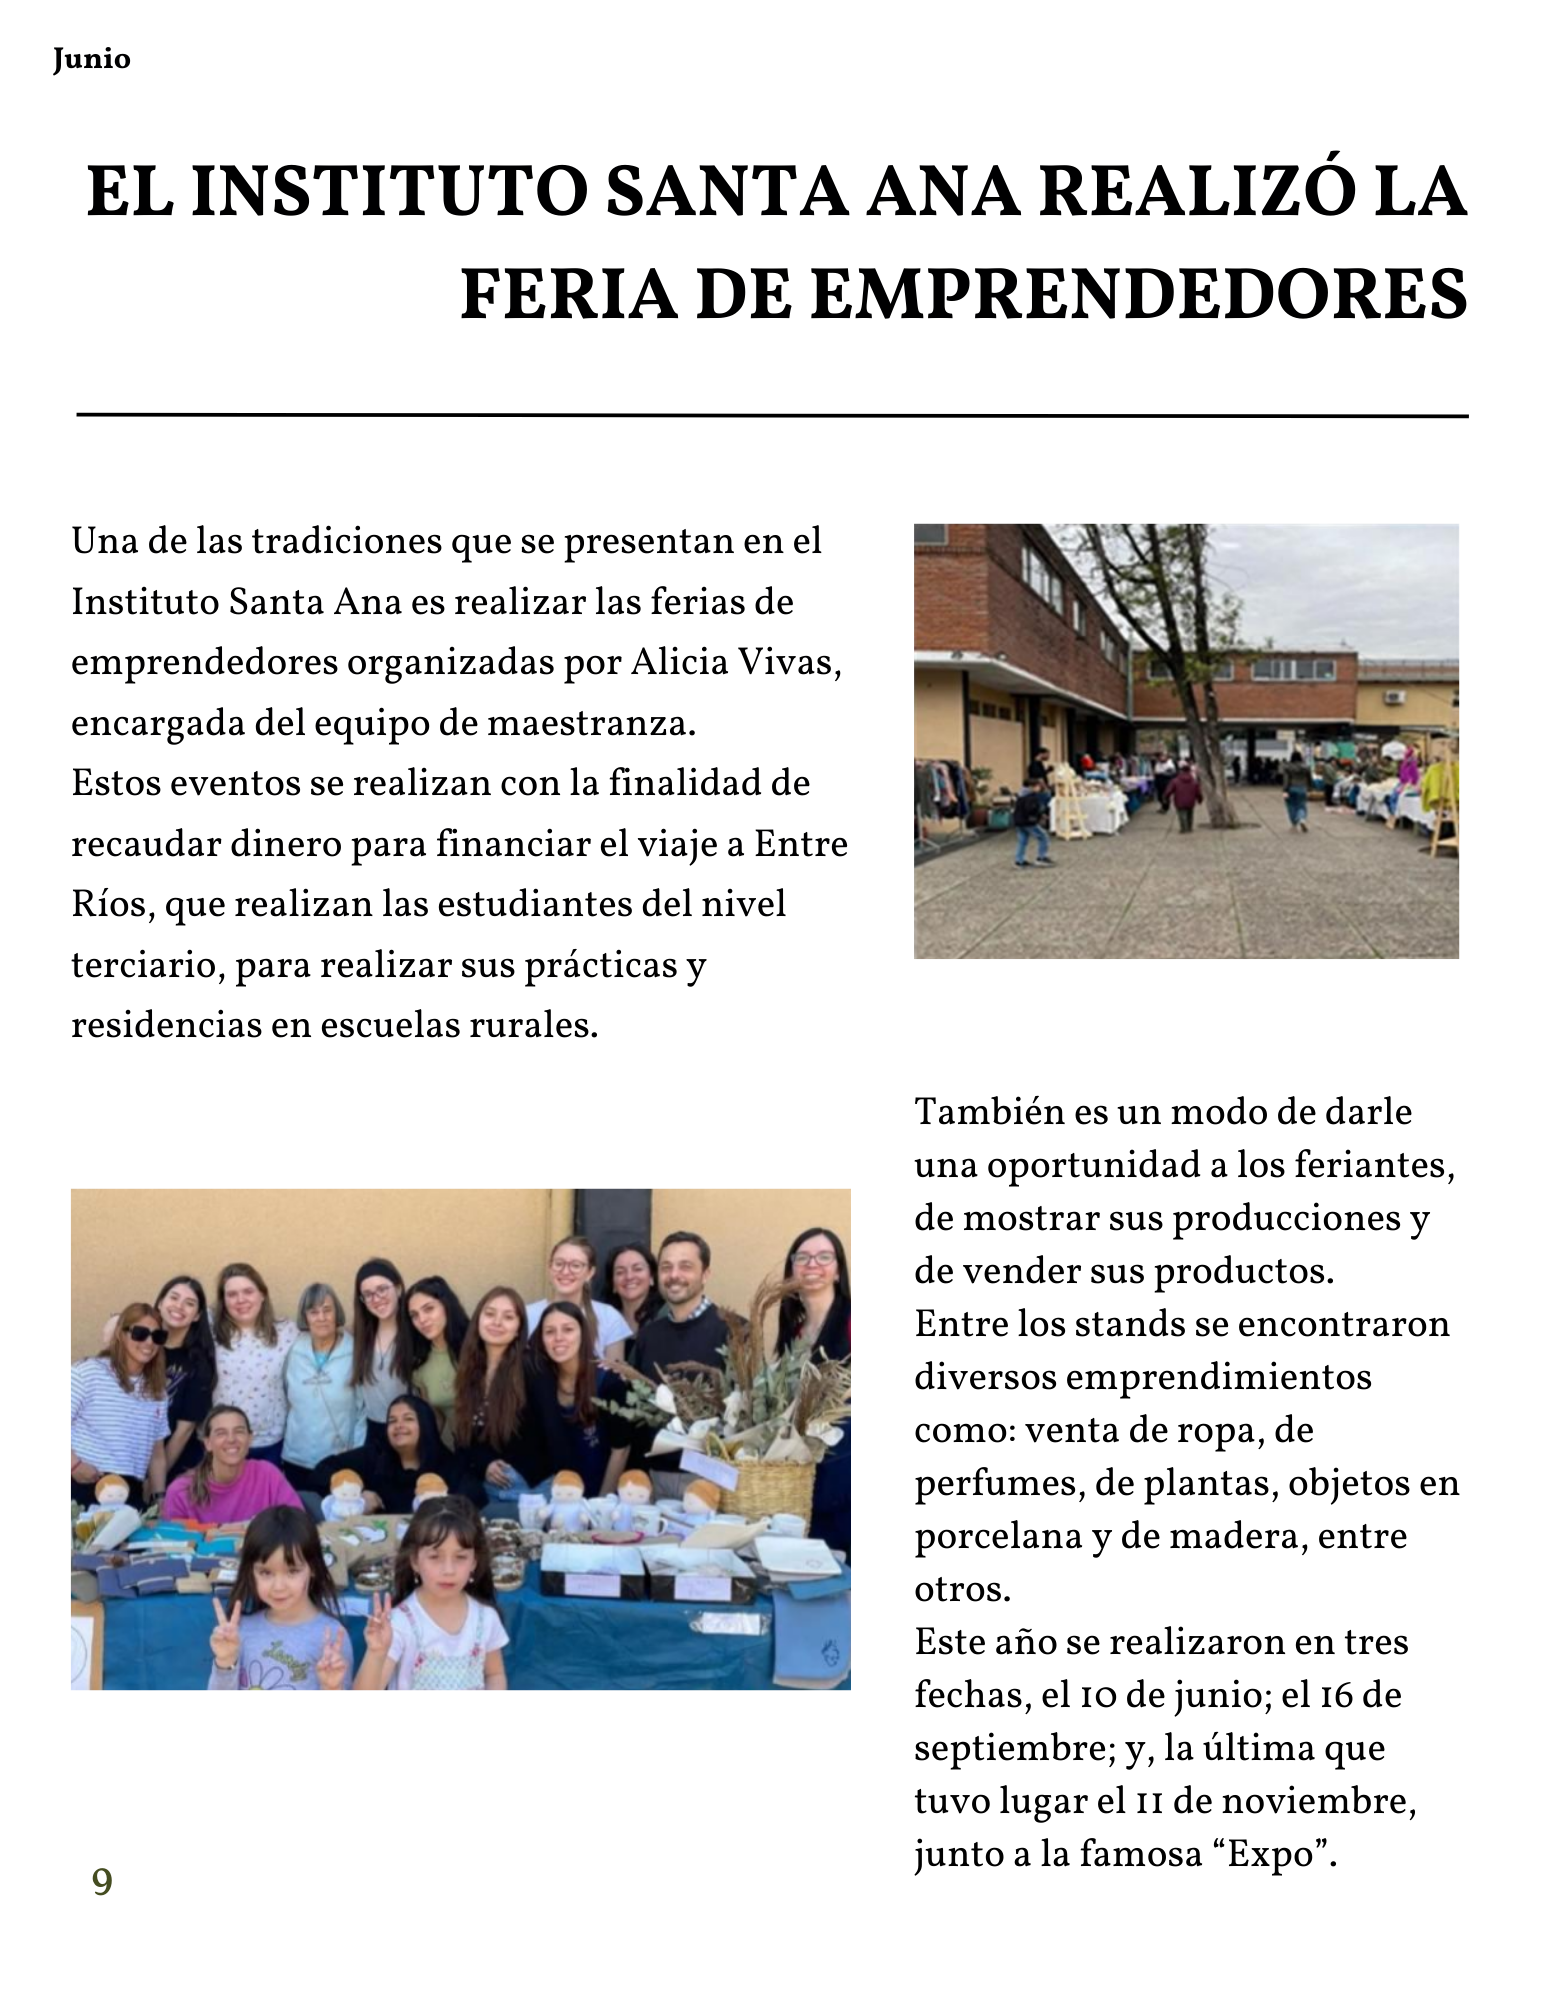 Junio
EL INSTITUTO SANTA ANA REALIZÓ LA
FERIA DE EMPRENDEDORES
Una de las tradiciones que se presentan en el
Instituto Santa Ana es realizar las ferias de
emprendedores organizadas por Alicia Vivas,
encargada del equipo de maestranza.
Estos eventos se realizan con la finalidad de
recaudar dinero para financiar el viaje a Entre
Ríos, que realizan las estudiantes del nivel
terciario, para realizar sus prácticas y
residencias en escuelas rurales.
También es un modo de darle
una oportunidad a los feriantes,
de mostrar sus producciones y
de vender sus productos.
Entre los stands se encontraron
diversos emprendimientos
como: venta de ropa, de
perfumes, de plantas, objetos en
porcelana y de madera, entre
otros.
Este año se realizaron en tres
fechas, el 10 de junio; el 16 de
septiembre; y, la última que
tuvo lugar el 11 de noviembre,
junto a la famosa “Expo”.
9